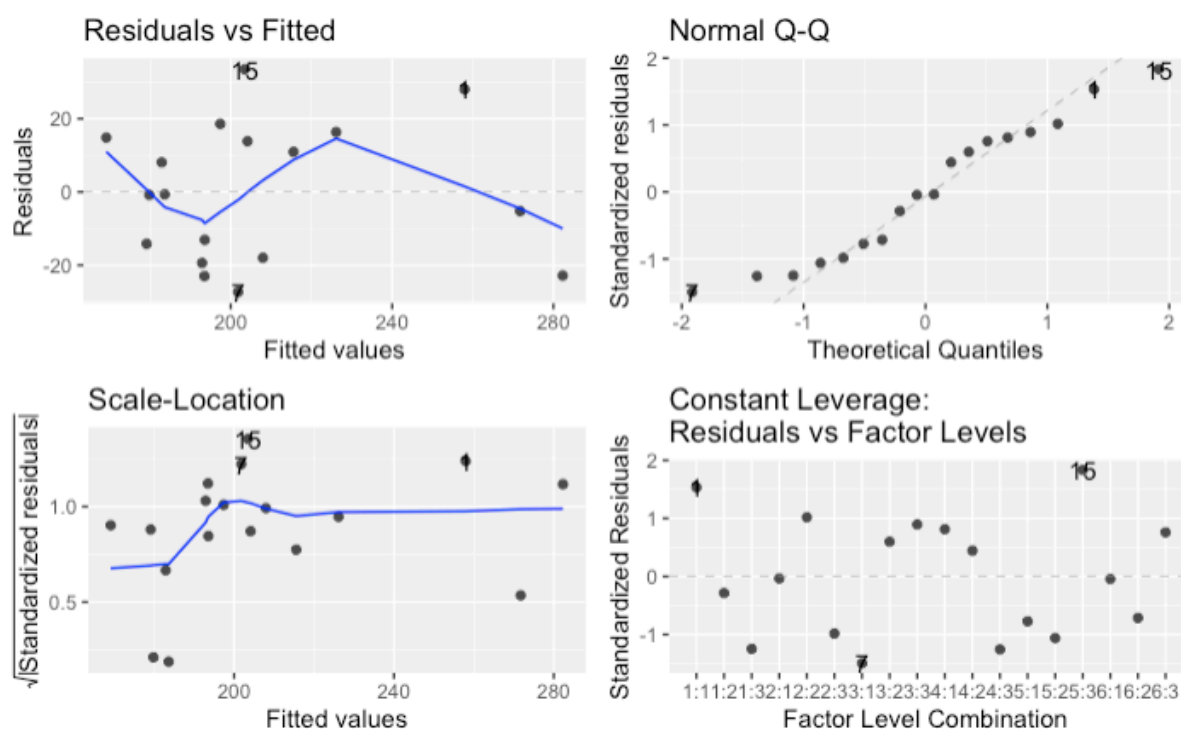 Residuals vs Fitted
15
1
20
0
-20
7
200
240
280
Residuals
Fitted values
Normal Q-Q
2
1
0
-1
15
1
7
-2
-1
0
1
2
Standardized residuals
Theoretical Quantiles
Scale-Location
15
7
1
1.0
0.5
200
240
280
√|Standardized residuals|
Fitted values
Constant Leverage:
Residuals vs Factor Levels
2
1
0
-1
1
15
7
1:11:21:32:12:22:33:13:23:34:14:24:35:15:25:36:16:26:3
Standardized Residuals
Factor Level Combination